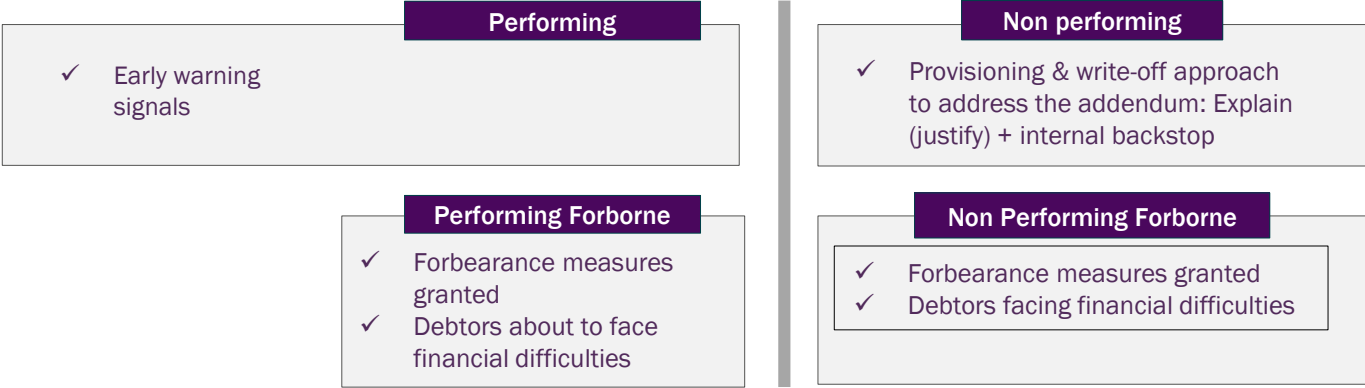 Performing
✓ Early warning
signals
Non performing
✓ Provisioning & write-off approach
to address the addendum: Explain
(justify) + internal backstop
Performing Forborne
✓ Forbearance measures
granted
✓ Debtors about to face
financial difficulties
Non Performing Forborne
✓ Forbearance measures granted
✓ Debtors facing financial difficulties